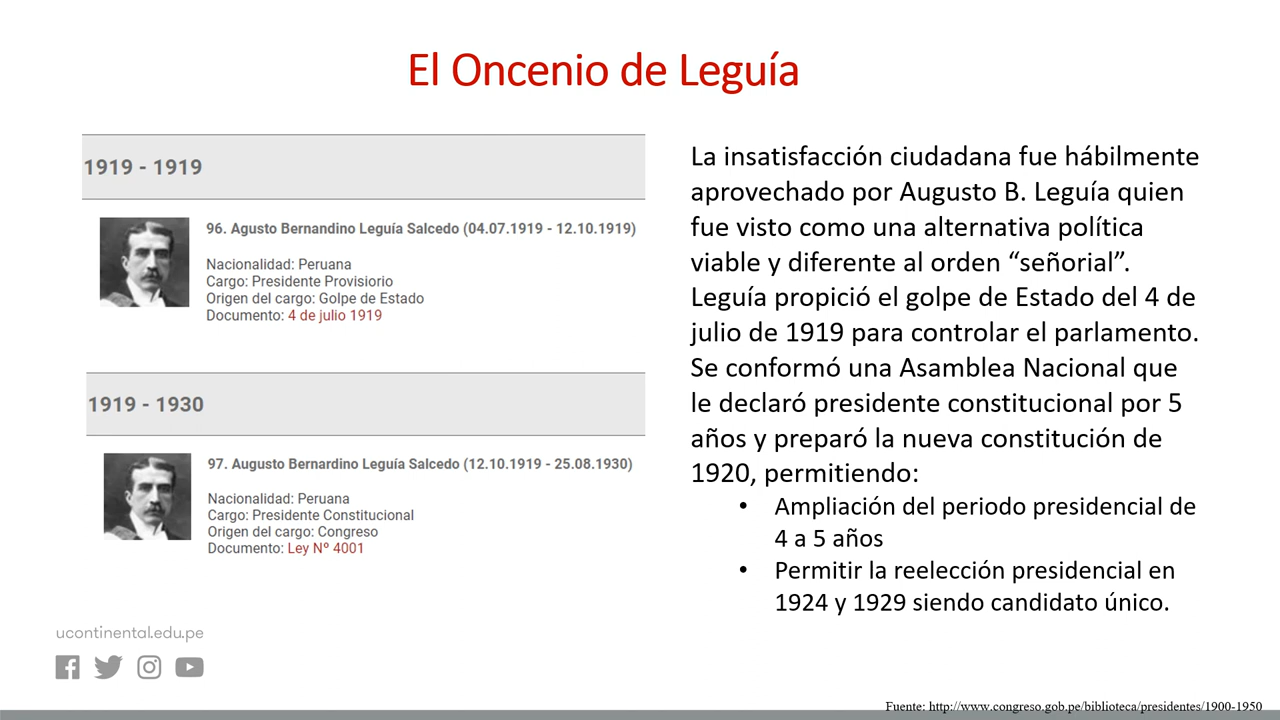 El Oncenio de Leguía
1919 - 1919
96. Agusto Bernandino Leguía Salcedo (04.07.1919 - 12.10.1919)
Nacionalidad: Peruana
Cargo: Presidente Provisiorio
Origen del cargo: Golpe de Estado
Documento: 4 de julio 1919
1919 - 1930
97. Augusto Bernardino Leguía Salcedo (12.10.1919 - 25.08.1930)
Nacionalidad: Peruana
Cargo: Presidente Constitucional
Origen del cargo: Congreso
Documento: Ley Nº 4001
La insatisfacción ciudadana fue hábilmente
aprovechado por Augusto B. Leguía quien
fue visto como una alternativa política
viable y diferente al orden “señorial”.
Leguía propició el golpe de Estado del 4 de
julio de 1919 para controlar el parlamento.
Se conformó una Asamblea Nacional que
le declaró presidente constitucional por 5
años y preparó la nueva constitución de
1920, permitiendo:
• Ampliación del periodo presidencial de
4 a 5 años
• Permitir la reelección presidencial en
1924 y 1929 siendo candidato único.
ucontinental.edu.pe
Fuente: http://www.congreso.gob.pe/biblioteca/presidentes/1900-1950